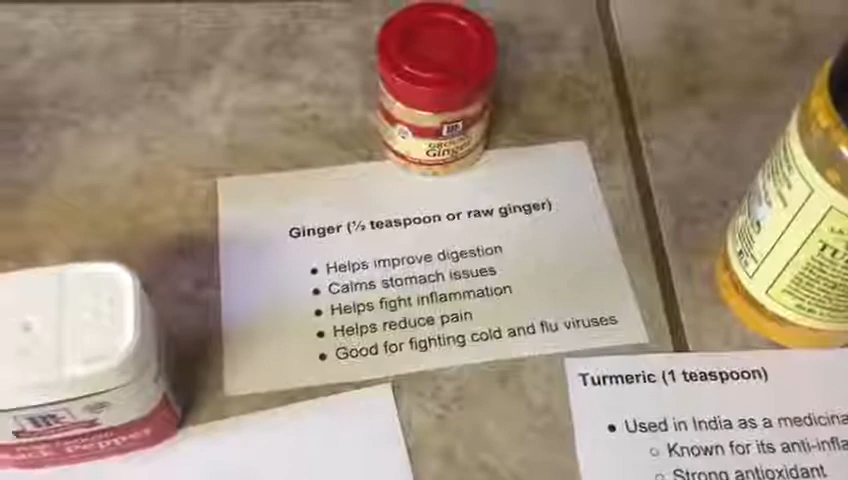 GROUND
Ginger
Ginger (½ teaspoon or raw ginger)
• Helps improve digestion
• Calms stomach issues
• Helps fight inflammation
• Helps reduce pain
• Good for fighting cold and flu viruses
Pepper
Turmeric (1 teaspoon)
• Used in India as a medicina
○ Known for its anti-infla
○ Strong antioxidant